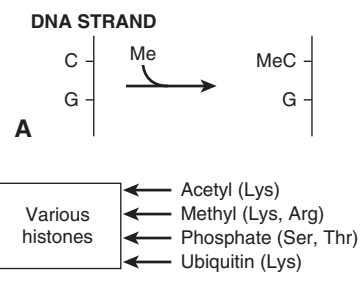 DNA STRAND
C
Me
MeC
G
G
A
Various
histones
Acetyl (Lys)
Methyl (Lys, Arg)
Phosphate (Ser, Thr)
Ubiquitin (Lys)